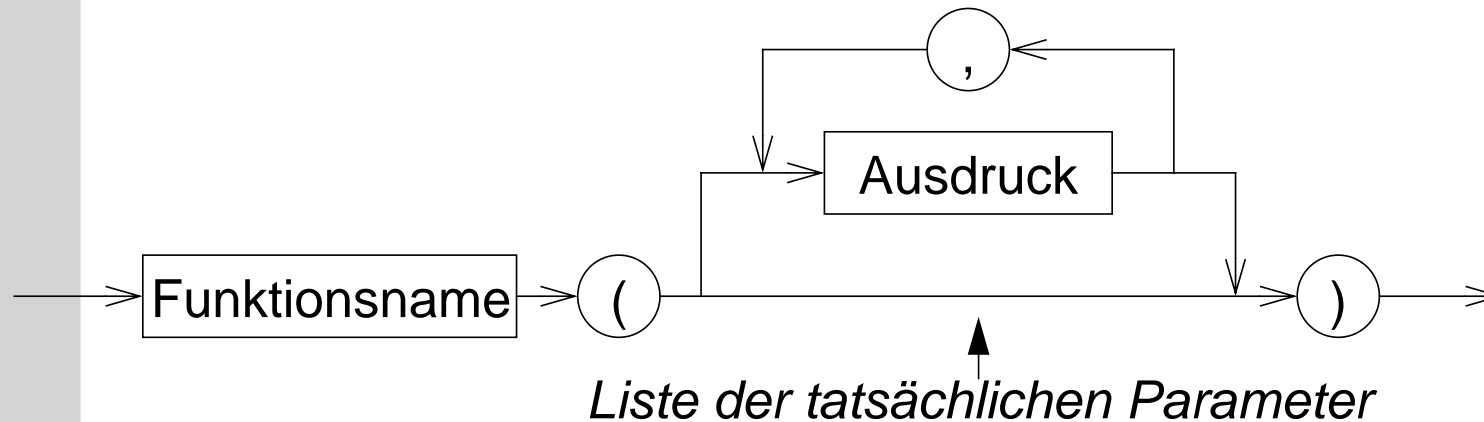 ,
Ausdruck
Funktionsname ( )
Liste der tatsächlichen Parameter